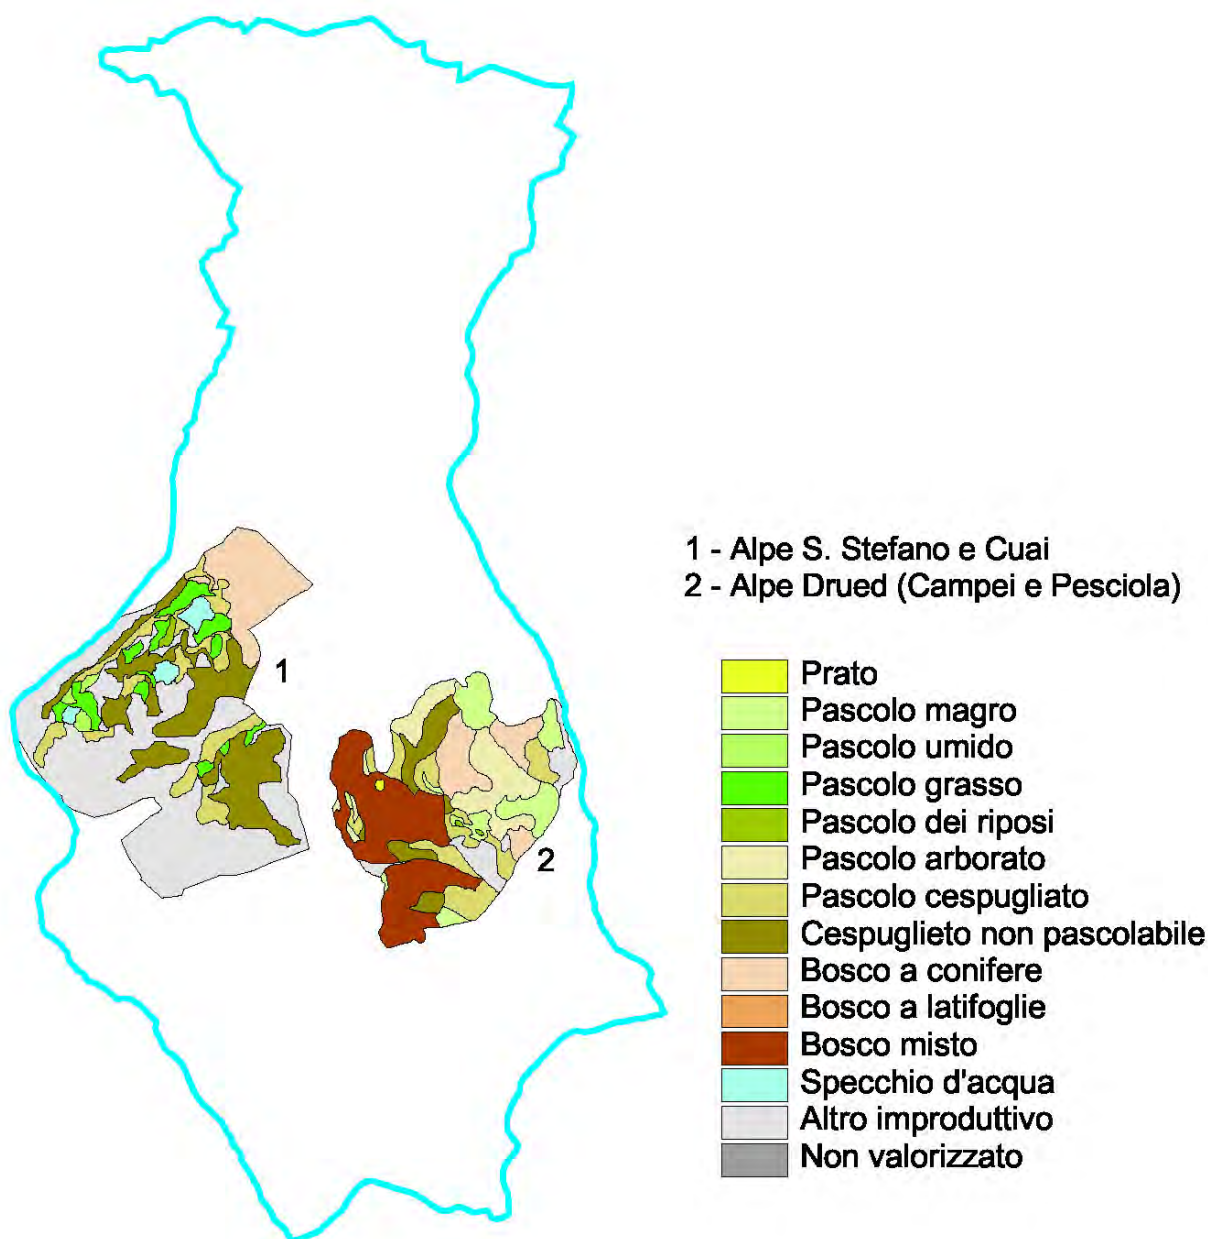 1 - Alpe S. Stefano e Cuai
2 - Alpe Drued (Campei e Pesciola)
1
2
Prato
Pascolo magro
Pascolo umido
Pascolo grasso
Pascolo dei riposi
Pascolo arborato
Pascolo cespugliato
Cespuglieto non pascolabile
Bosco a conifere
Bosco a latifoglie
Bosco misto
Specchio d'acqua
Altro improduttivo
Non valorizzato